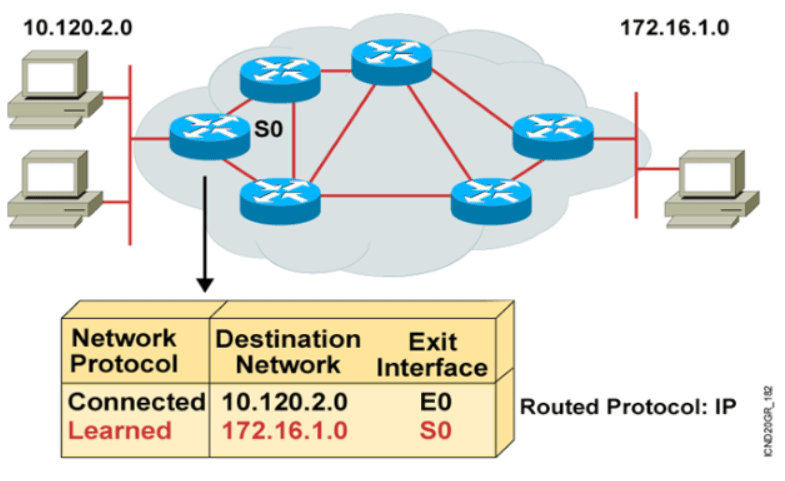 10.120.2.0
172.16.1.0
S0
Network Protocol
Destination Network
Exit Interface
Connected 10.120.2.0 E0
Learned 172.16.1.0 S0
Routed Protocol: IP
ICND20GR_182